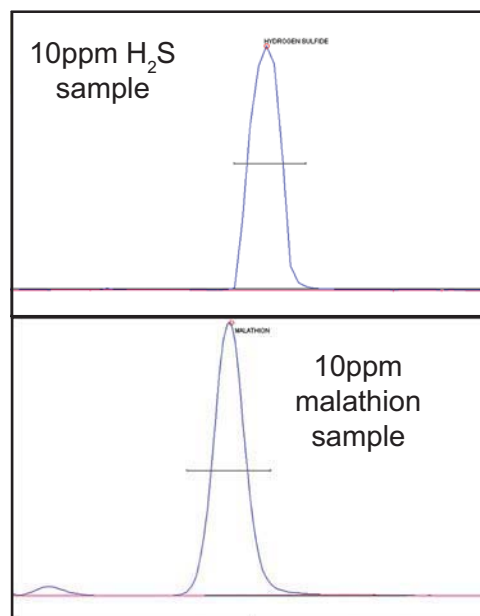 10ppm H₂S
sample
HYDROGEN SULFIDE
MALATHION
10ppm
malathion
sample